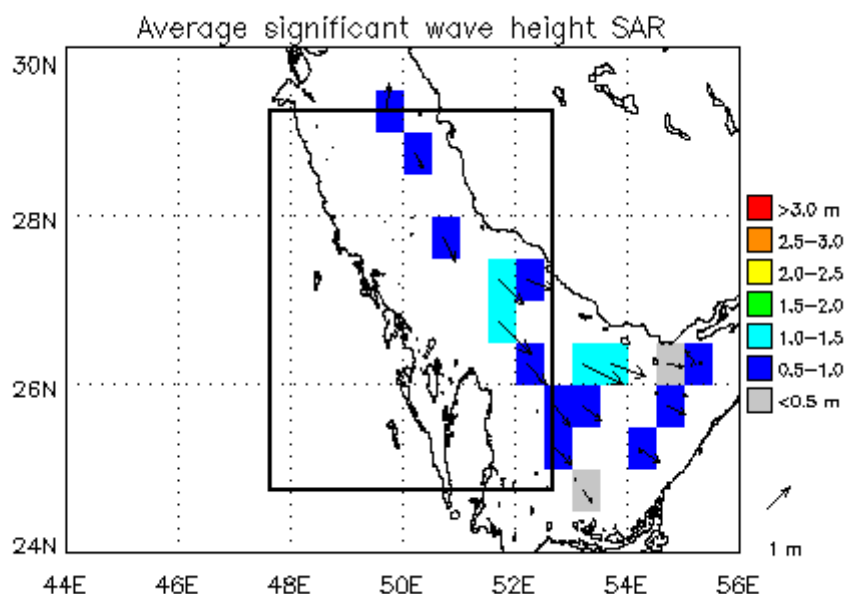 Average significant wave height SAR
30N
28N
26N
24N
44E 46E 48E 50E 52E 54E 56E
>3.0 m
2.5-3.0
2.0-2.5
1.5-2.0
1.0-1.5
0.5-1.0
<0.5 m
1 m